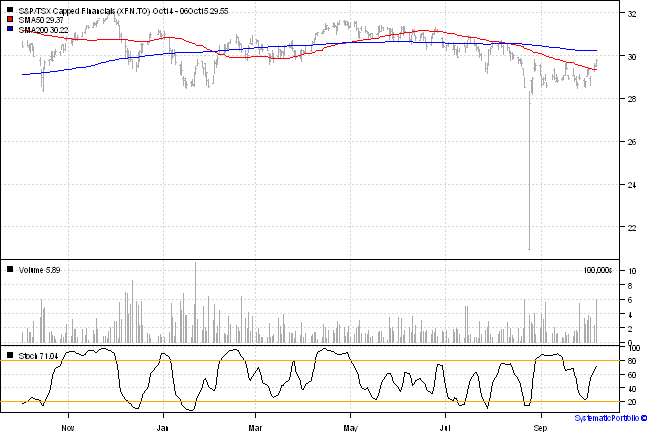 S&P/TSX Capped Financials (XFN.TO) Oct14 - 06Oct15 29.55
SMA50 29.37
SMA200 30.22
32
30
28
26
24
22
Volume 5.89
100,000s
10
8
6
4
2
0
Stoch 71.04
100
80
60
40
20
Nov Jan Mar May Jul Sep
SystematicPortfolio ©